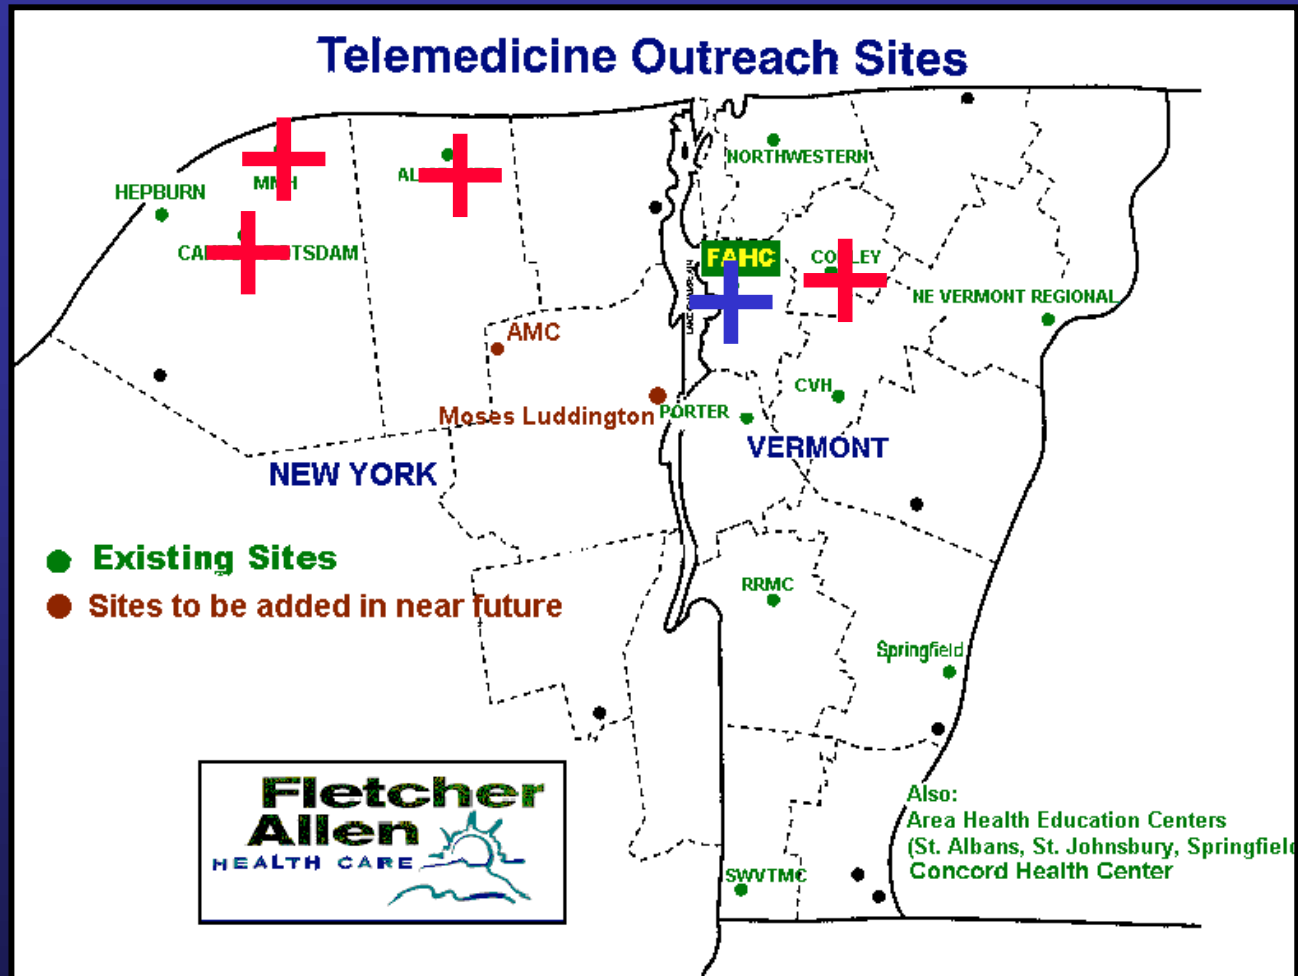 Telemedicine Outreach Sites
NORTHWESTERN
HEPBURN
FAHC
NE VERMONT REGIONAL
AMC
CVH
Moses Luddington
PORTER
VERMONT
NEW YORK
Existing Sites
Sites to be added in near future
RRMC
Springfield
Fletcher
Allen
HEALTH CARE
Also:
Area Health Education Centers
(St. Albans, St. Johnsbury, Springfield
Concord Health Center
SWVTMC